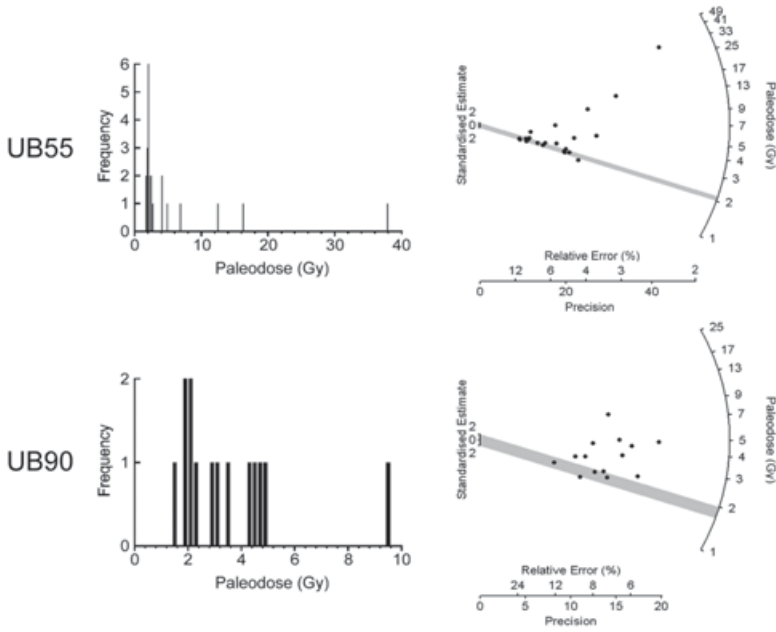 UB55
Frequency
6
5
4
3
2
1
0
0 10 20 30 40
Paleodose (Gy)
Standardised Estimate
2
0
2
49
41
33
25
17
13
9
7
5
4
3
2
1
Paleodose (Gy)
Relative Error (%)
12 6 4 3 2
0 20 40
Precision
UB90
Frequency
2
1
0
0 2 4 6 8 10
Paleodose (Gy)
Standardised Estimate
2
0
2
25
17
13
9
7
5
4
3
2
1
Paleodose (Gy)
Relative Error (%)
24 12 8 6
0 5 10 15 20
Precision